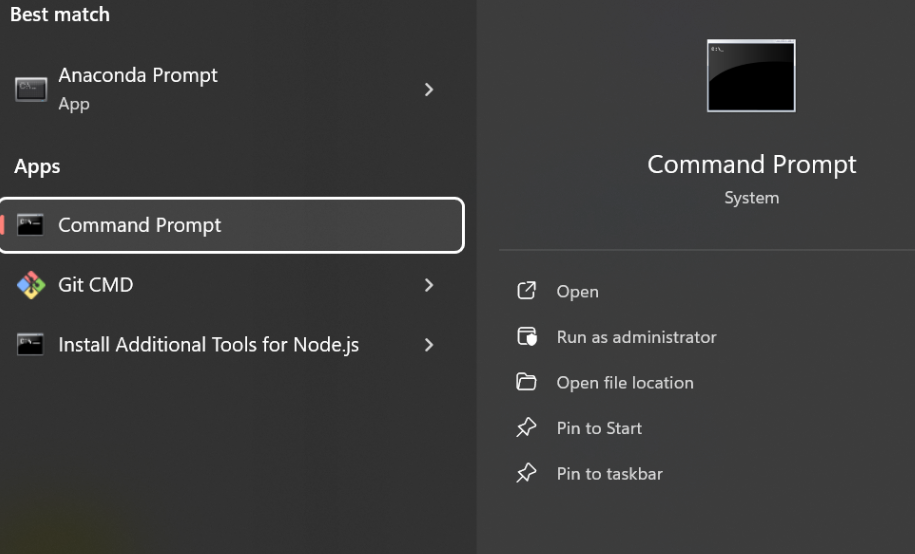 Best match
Anaconda Prompt
App
Apps
Command Prompt
Git CMD
Install Additional Tools for Node.js
Command Prompt
System
Open
Run as administrator
Open file location
Pin to Start
Pin to taskbar